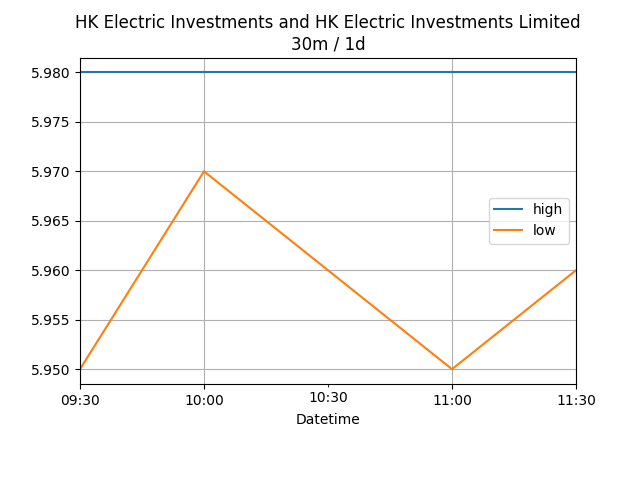 HK Electric Investments and HK Electric Investments Limited
30m / 1d
5.980
5.975
5.970
5.965
5.960
5.955
5.950
high
low
09:30 10:00 10:30 11:00 11:30
Datetime